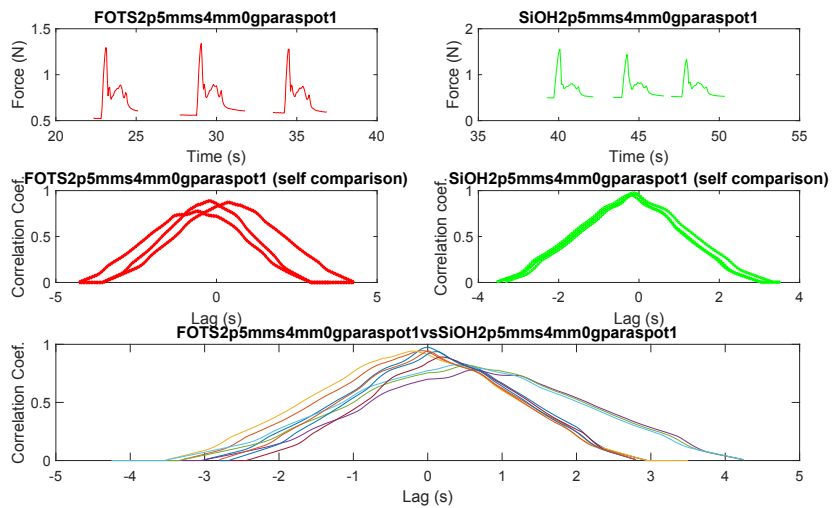 FOTS2p5mms4mm0gparaspot1
Force (N)
1.5
1
0.5
20 25 30 35 40
Time (s)
SiOH2p5mms4mm0gparaspot1
Force (N)
2
1
0
35 40 45 50 55
Time (s)
FOTS2p5mms4mm0gparaspot1 (self comparison)
Correlation Coef.
1
0.5
0
-5 0 5
Lag (s)
SiOH2p5mms4mm0gparaspot1 (self comparison)
Correlation coef.
1
0.5
0
-4 -2 0 2 4
Lag (s)
FOTS2p5mms4mm0gparaspot1vsSiOH2p5mms4mm0gparaspot1
Correlation Coef.
1
0.5
0
-5 -4 -3 -2 -1 0 1 2 3 4 5
Lag (s)